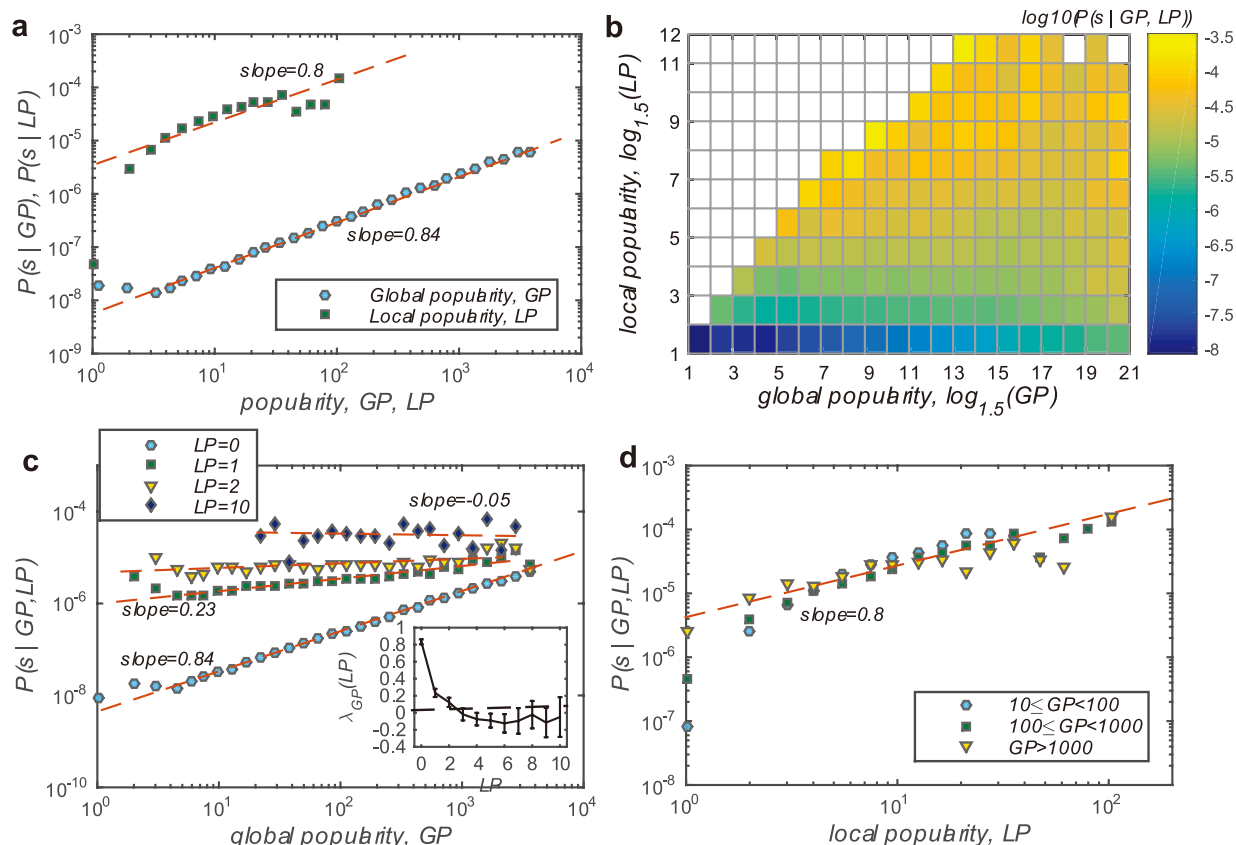 a
10^-3
10^-4
10^-5
10^-6
10^-7
10^-8
10^-9
P(s | GP), P(s | LP)
slope=0.8
slope=0.84
Global popularity, GP
Local popularity, LP
10^0
10^1
10^2
10^3
10^4
popularity, GP, LP
b
log10(P(s | GP, LP))
12
11
9
7
5
3
1
local popularity, log_1.5(LP)
1
3
5
7
9
11
13
15
17
19
21
global popularity, log_1.5(GP)
-3.5
-4
-4.5
-5
-5.5
-6
-6.5
-7
-7.5
-8
c
LP=0
LP=1
LP=2
LP=10
10^-4
10^-6
10^-8
10^-10
P(s | GP,LP)
slope=-0.05
slope=0.23
slope=0.84
1
0.8
0.6
0.4
0.2
0
-0.2
-0.4
λ_GP(LP)
0
2
4
6
8
10
LP
10^0
10^1
10^2
10^3
10^4
global popularity, GP
d
10^-3
10^-4
10^-5
10^-6
10^-7
10^-8
P(s | GP,LP)
slope=0.8
10≤ GP<100
100≤ GP<1000
GP>1000
10^0
10^1
10^2
local popularity, LP